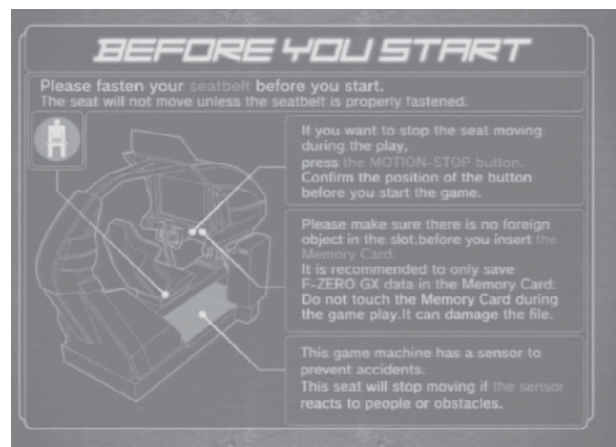 BEFORE YOU START
Please fasten your seatbelt before you start.
The seat will not move unless the seatbelt is properly fastened.
If you want to stop the seat moving
during the play,
press the MOTION-STOP button.
Confirm the position of the button
before you start the game.
Please make sure there is no foreign
object in the slot,before you insert the
Memory Card.
It is recommended to only save
F-ZERO GX data in the Memory Card.
Do not touch the Memory Card during
the game play.It can damage the file.
This game machine has a sensor to
prevent accidents.
This seat will stop moving if the sensor
reacts to people or obstacles.